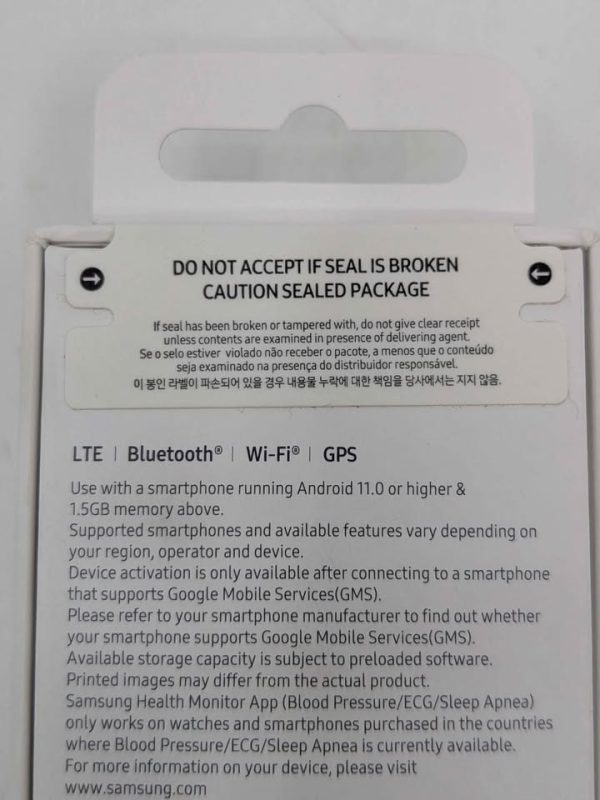 DO NOT ACCEPT IF SEAL IS BROKEN
CAUTION SEALED PACKAGE
If seal has been broken or tampered with, do not give clear receipt
unless contents are examined in presence of delivering agent.
Se o selo estiver violado não receber o pacote, a menos que o conteúdo
seja examinado na presença do distribuidor responsável.
이 봉인 라벨이 파손되어 있을 경우 내용물 누락에 대한 책임을 당사에서는 지지 않음.
LTE | Bluetooth® | Wi-Fi® | GPS
Use with a smartphone running Android 11.0 or higher &
1.5GB memory above.
Supported smartphones and available features vary depending on
your region, operator and device.
Device activation is only available after connecting to a smartphone
that supports Google Mobile Services(GMS).
Please refer to your smartphone manufacturer to find out whether
your smartphone supports Google Mobile Services(GMS).
Available storage capacity is subject to preloaded software.
Printed images may differ from the actual product.
Samsung Health Monitor App (Blood Pressure/ECG/Sleep Apnea)
only works on watches and smartphones purchased in the countries
where Blood Pressure/ECG/Sleep Apnea is currently available.
For more information on your device, please visit
www.samsung.com